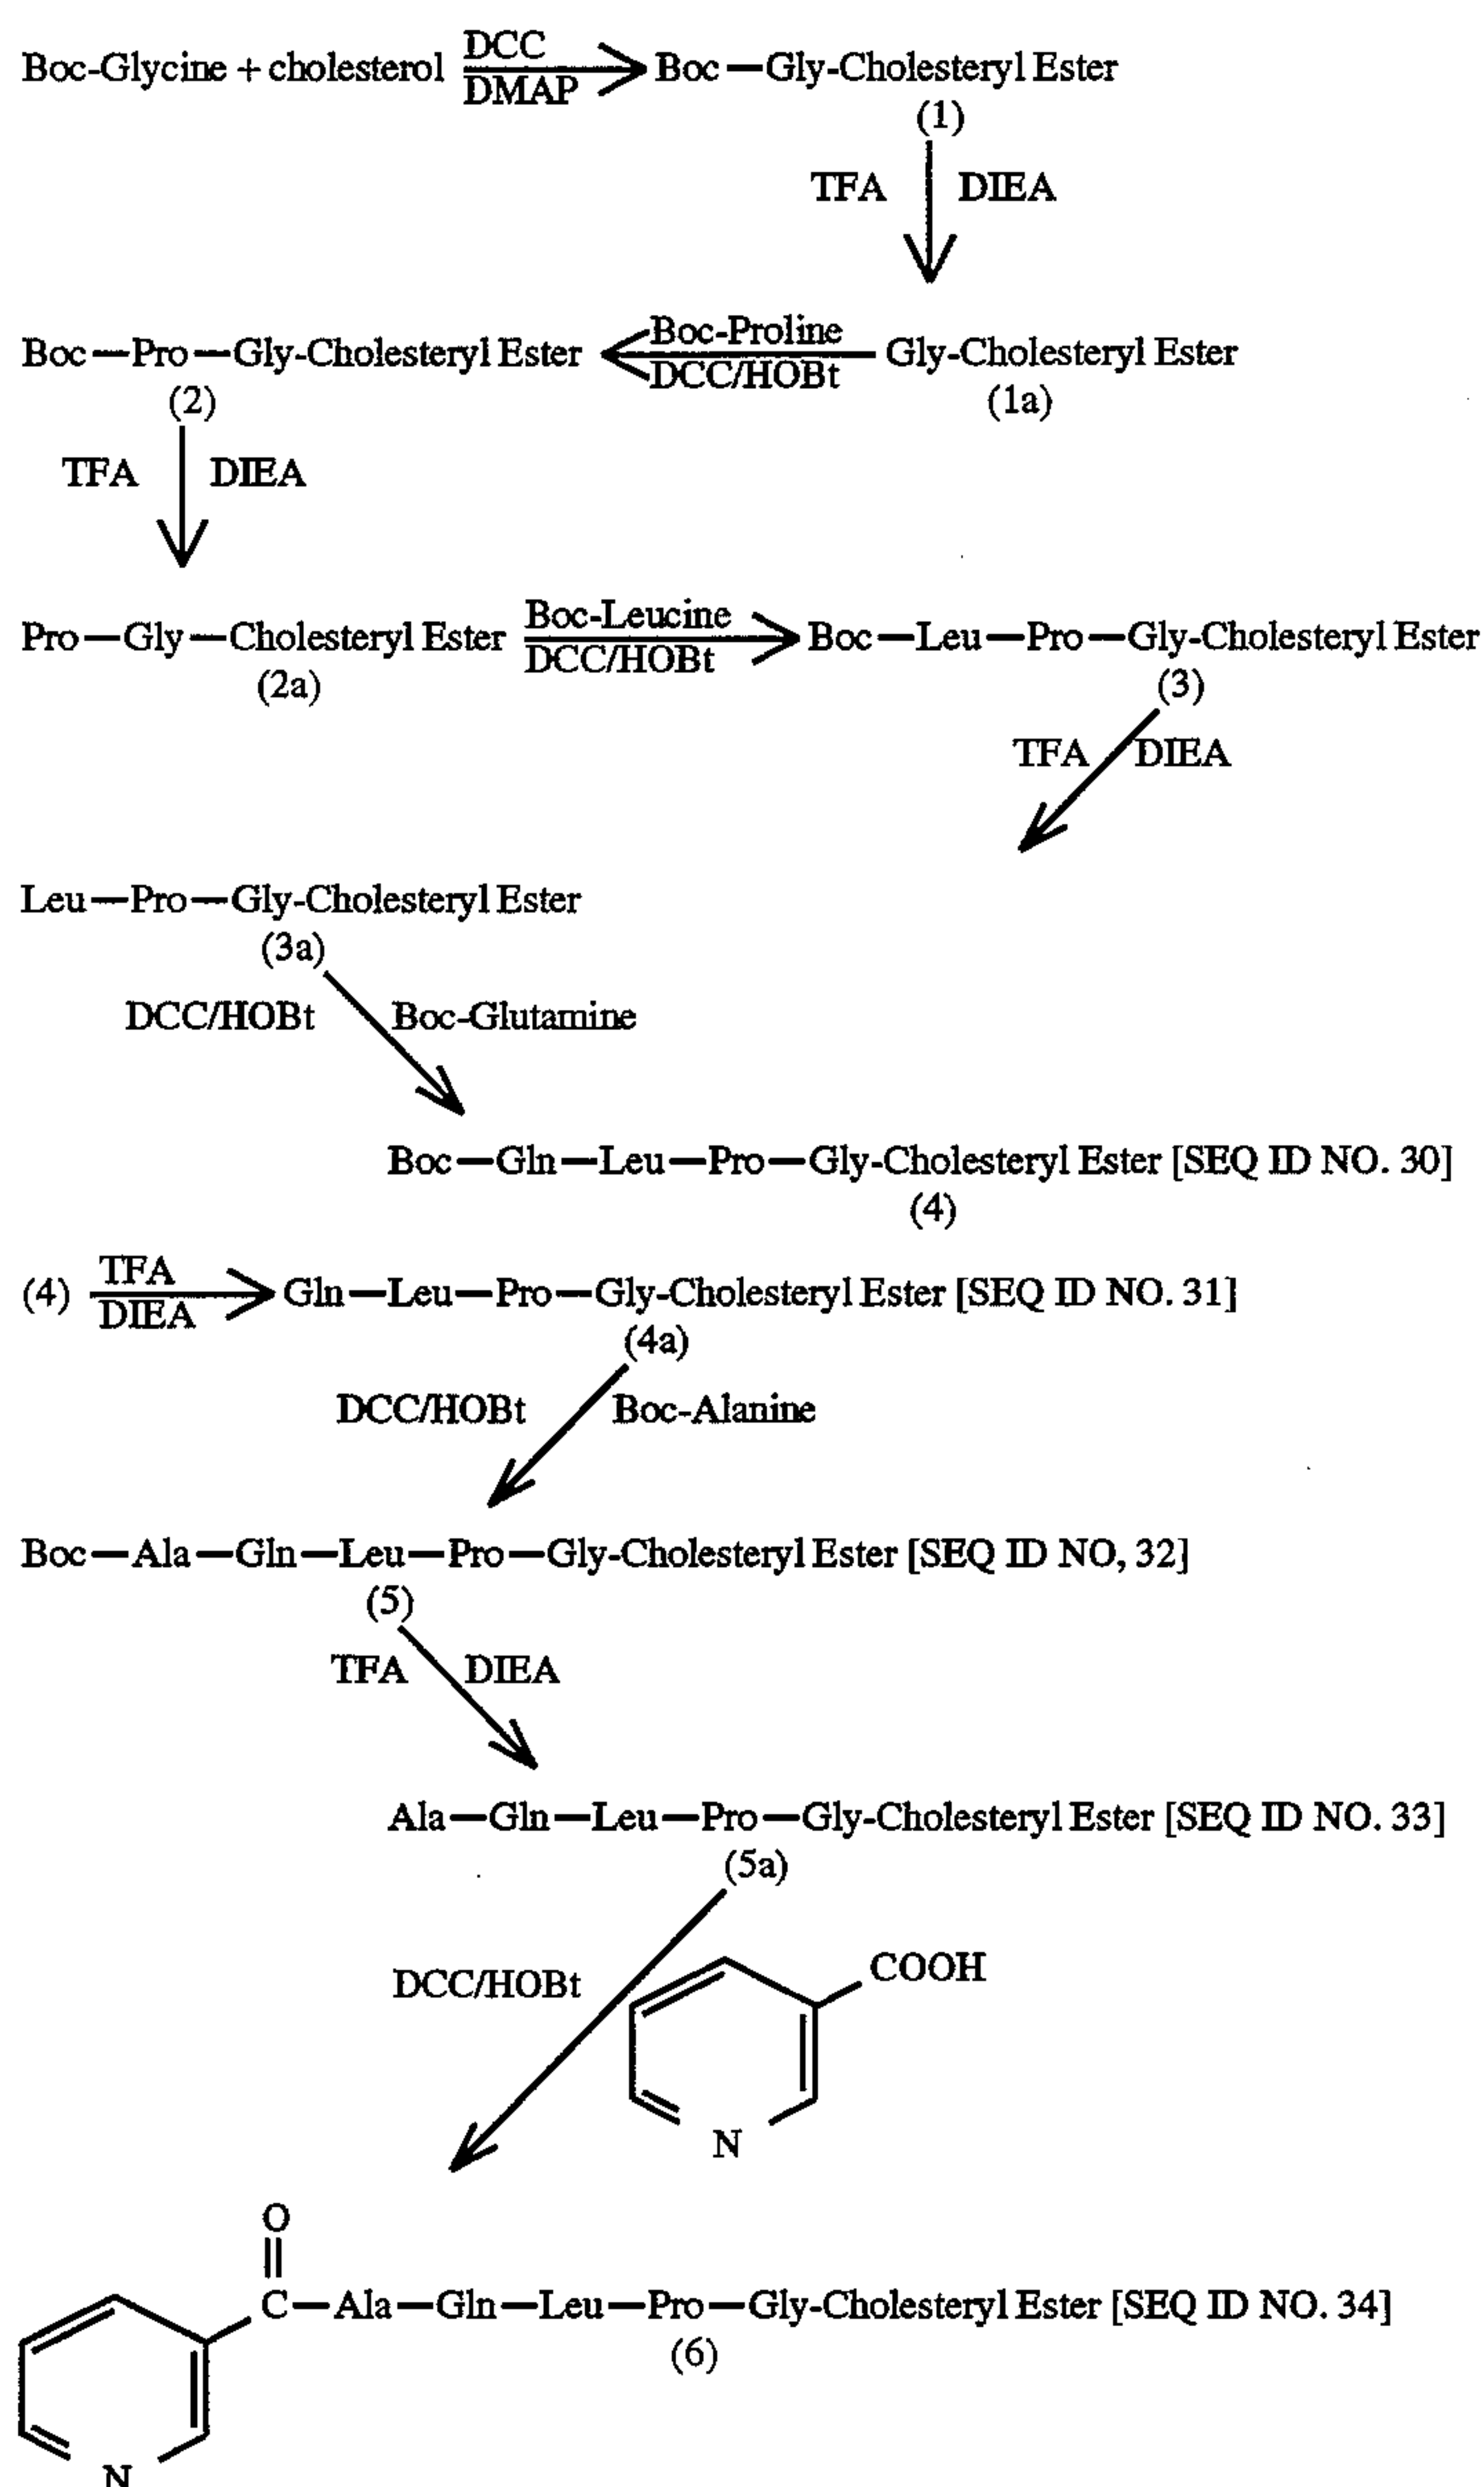 Boc-Glycine + cholesterol DCC Boc—Gly-Cholesteryl Ester
DMAP
(1)
TFA DIEA
Boc—Pro—Gly-Cholesteryl Ester Boc-Proline Gly-Cholesteryl Ester
DCC/HOBt
(2) (1a)
TFA DIEA
Pro—Gly—Cholesteryl Ester Boc-Leucine Boc—Leu—Pro—Gly-Cholesteryl Ester
DCC/HOBt
(2a) (3)
TFA DIEA
Leu—Pro—Gly-Cholesteryl Ester
(3a)
DCC/HOBt Boc-Glutamine
Boc—Gln—Leu—Pro—Gly-Cholesteryl Ester [SEQ ID NO. 30]
(4)
(4) TFA Gln—Leu—Pro—Gly-Cholesteryl Ester [SEQ ID NO. 31]
DIEA
(4a)
DCC/HOBt Boc-Alanine
Boc—Ala—Gln—Leu—Pro—Gly-Cholesteryl Ester [SEQ ID NO, 32]
(5)
TFA DIEA
Ala—Gln—Leu—Pro—Gly-Cholesteryl Ester [SEQ ID NO. 33]
(5a)
COOH
DCC/HOBt
N
O
C—Ala—Gln—Leu—Pro—Gly-Cholesteryl Ester [SEQ ID NO. 34]
(6)
N